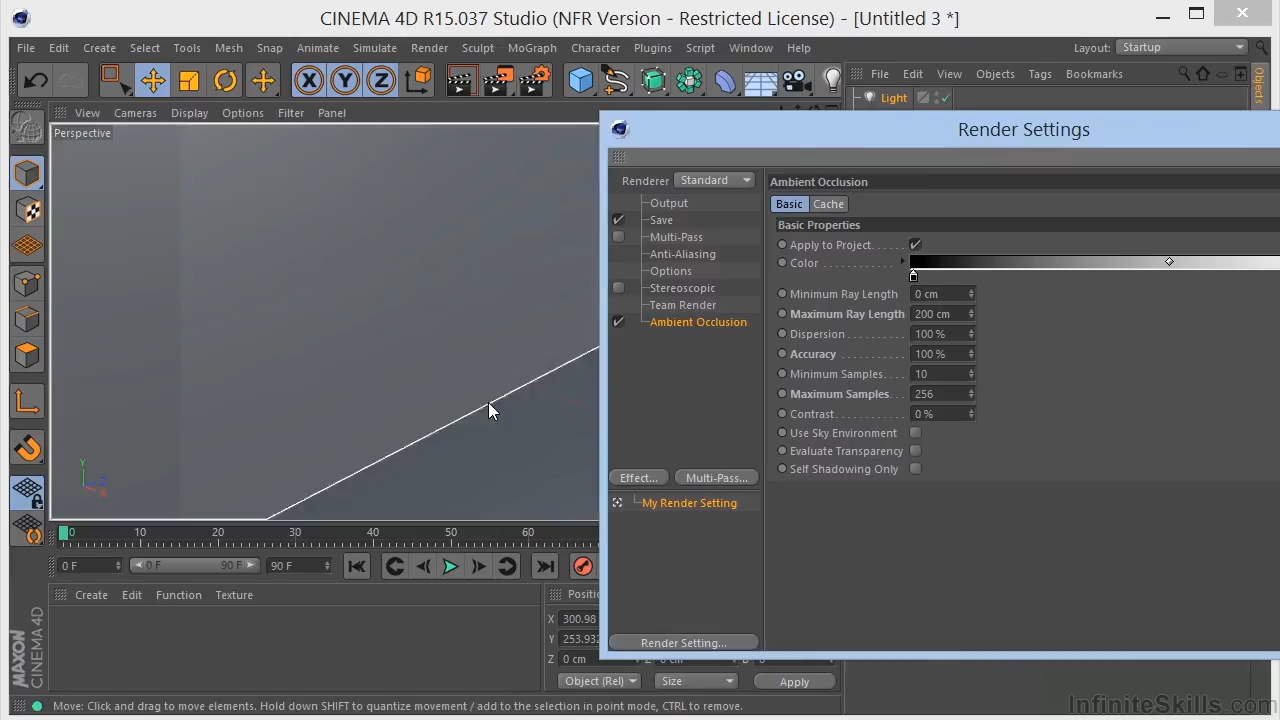 CINEMA 4D R15.037 Studio (NFR Version - Restricted License) - [Untitled 3 *]
File Edit Create Select Tools Mesh Snap Animate Simulate Render Sculpt MoGraph Character Plugins Script Window Help Layout: Startup
X Y Z File Edit View Objects Tags Bookmarks
Objects
Light
View Cameras Display Options Filter Panel
Perspective
Render Settings
Renderer Standard
Output
Save
Multi-Pass
Anti-Aliasing
Options
Stereoscopic
Team Render
Ambient Occlusion
Effect... Multi-Pass...
My Render Setting
Render Setting...
Ambient Occlusion
Basic Cache
Basic Properties
Apply to Project......
Color ............
Minimum Ray Length 0 cm
Maximum Ray Length 200 cm
Dispersion .......... 100 %
Accuracy .......... 100 %
Minimum Samples.... 10
Maximum Samples... 256
Contrast .......... 0 %
Use Sky Environment
Evaluate Transparency
Self Shadowing Only
Y Z X
0 10 20 30 40 50 60
0 F 0 F 90 F 90 F
Create Edit Function Texture
Positi
X 300.98
Y 253.932
Z 0 cm
Object (Rel) Size Apply
MAXON CINEMA 4D
Move: Click and drag to move elements. Hold down SHIFT to quantize movement / add to the selection in point mode, CTRL to remove.
InfiniteSkills.com